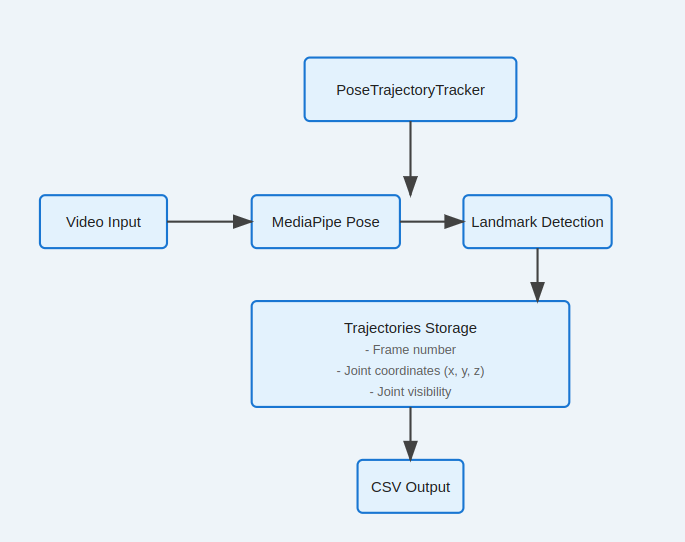 PoseTrajectoryTracker
Video Input
MediaPipe Pose
Landmark Detection
Trajectories Storage
- Frame number
- Joint coordinates (x, y, z)
- Joint visibility
CSV Output